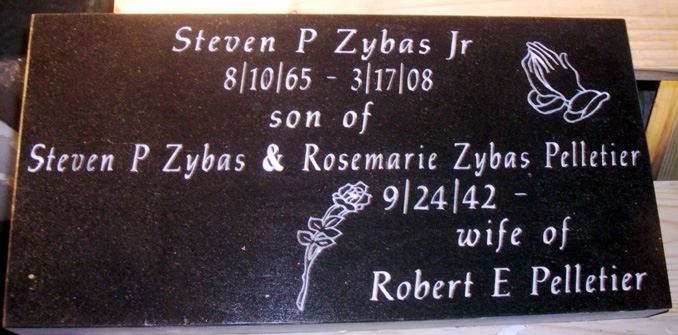 Steven P Zybas Jr
8|10|65 - 3|17|08
son of
Steven P Zybas & Rosemarie Zybas Pelletier
9|24|42 -
wife of
Robert E Pelletier